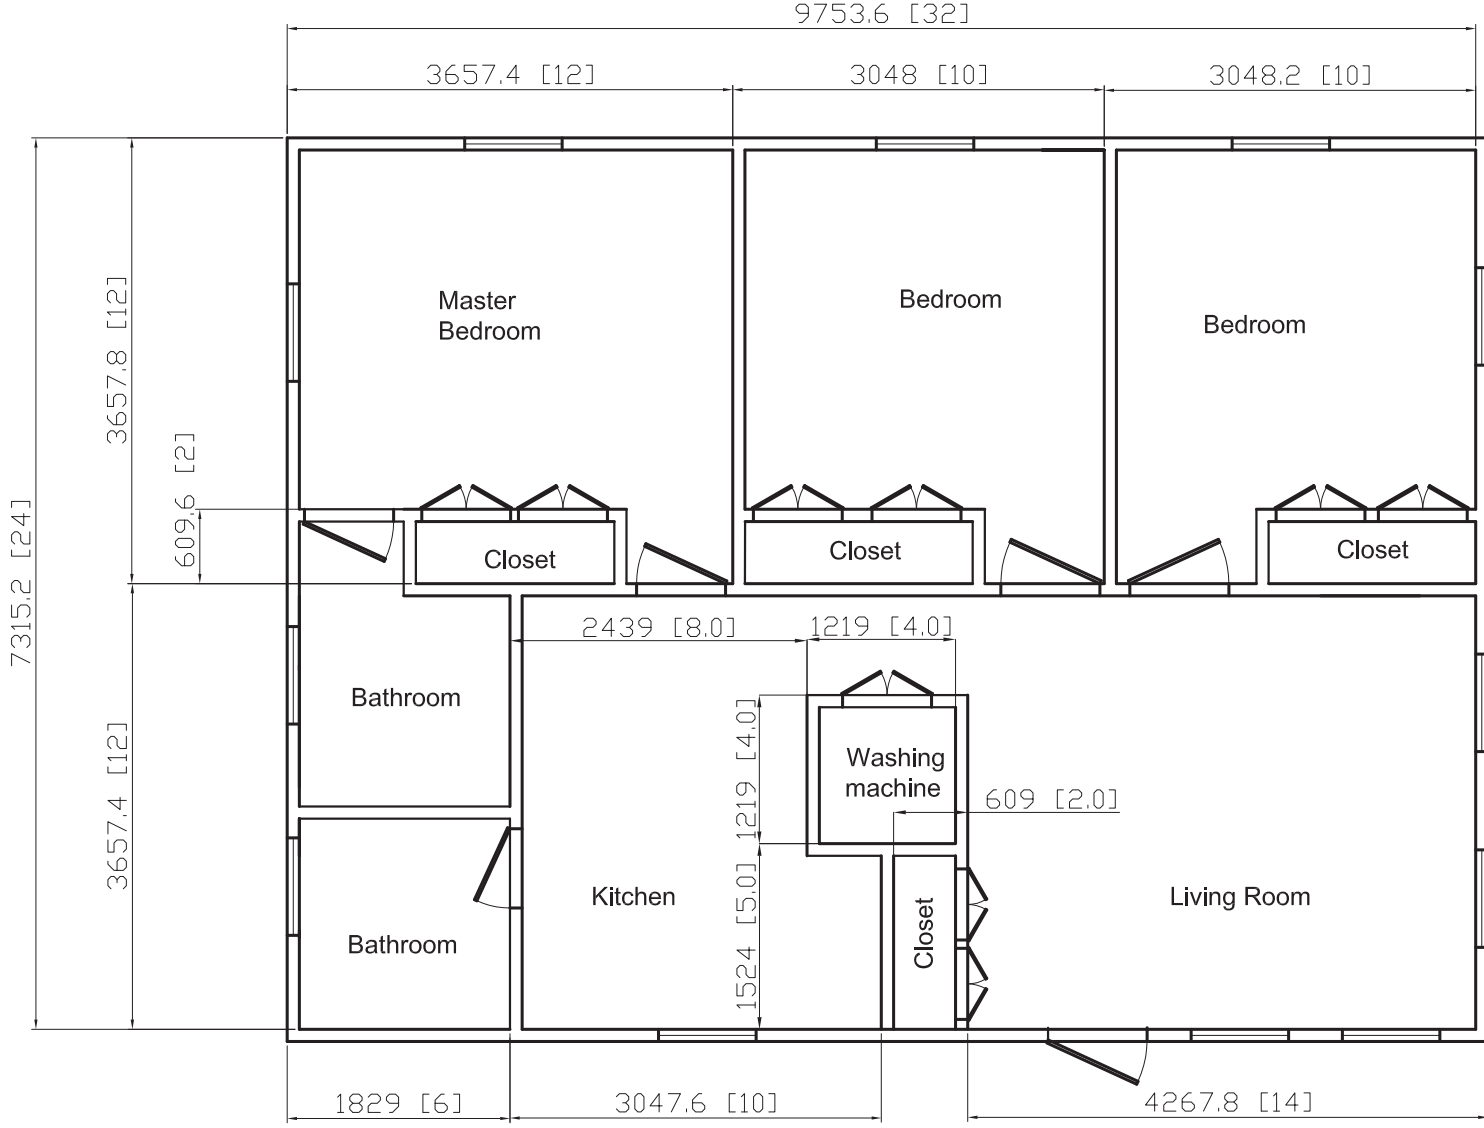 9753.6 [32]
3657.4 [12]
3048 [10]
3048.2 [10]
7315.2 [24]
3657.8 [12]
609.6 [2]
3657.4 [12]
Master
Bedroom
Bedroom
Bedroom
Closet
Closet
Closet
2439 [8.0]
1219 [4.0]
Bathroom
1219 [4.0]
Washing
machine
609 [2.0]
Kitchen
1524 [5.0]
Closet
Living Room
Bathroom
1829 [6]
3047.6 [10]
4267.8 [14]